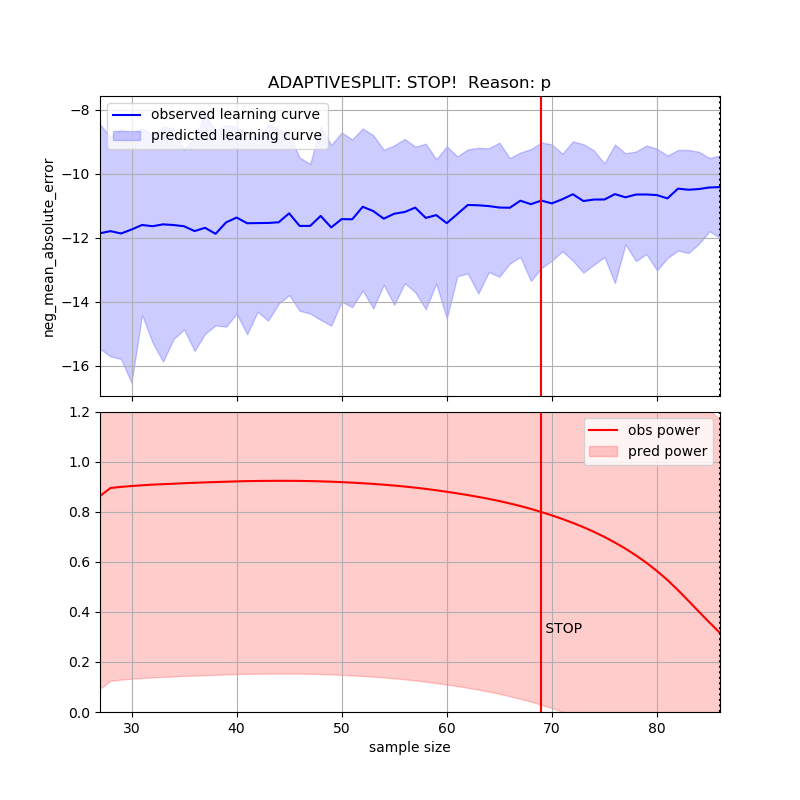 ADAPTIVESPLIT: STOP!  Reason: p
observed learning curve
predicted learning curve
neg_mean_absolute_error
−8
−10
−12
−14
−16
obs power
pred power
1.2
1.0
0.8
0.6
0.4
0.2
0.0
STOP
30 40 50 60 70 80
sample size